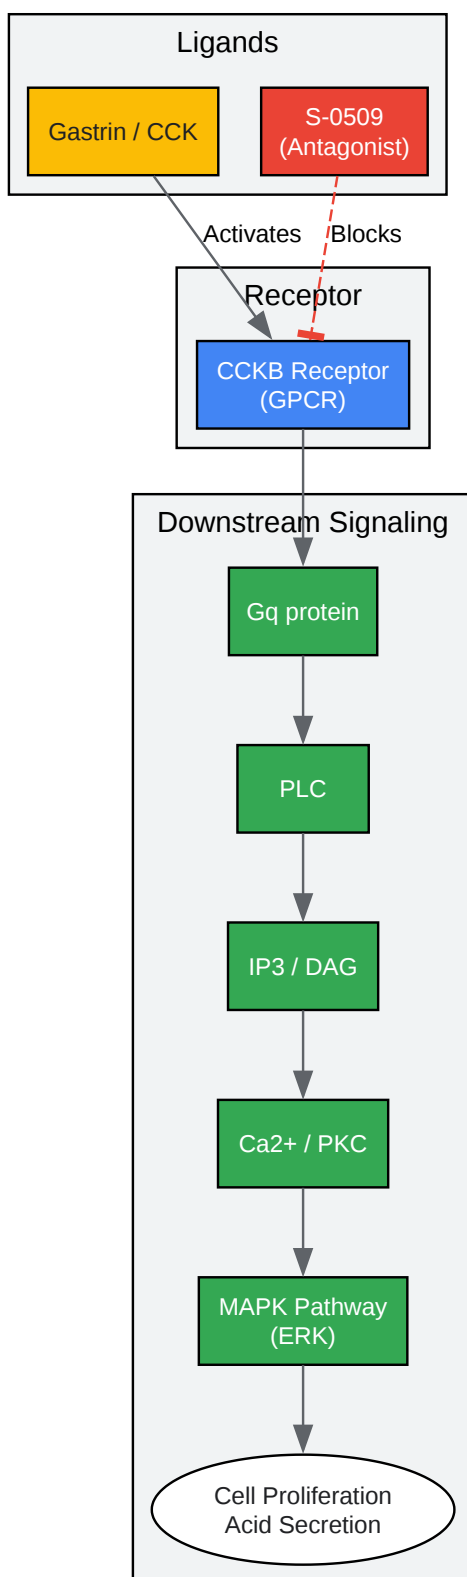 Ligands
Gastrin / CCK
S-0509
(Antagonist)
Activates
Blocks
Receptor
CCKB Receptor
(GPCR)
Downstream Signaling
Gq protein
PLC
IP3 / DAG
Ca2+ / PKC
MAPK Pathway
(ERK)
Cell Proliferation
Acid Secretion